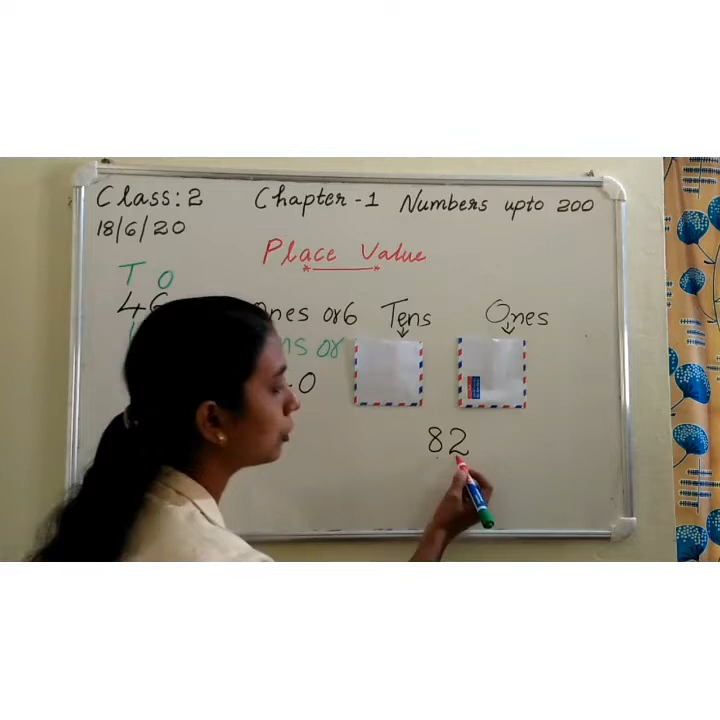 Class: 2 Chapter -1 Numbers upto 200
18/6/20
Place Value
T O
46 Ones or 6 Tens Ones
or
0
82